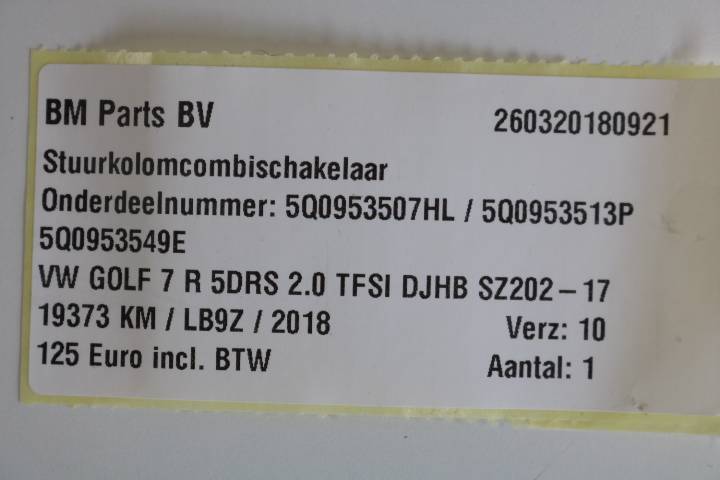 BM Parts BV 260320180921
Stuurkolomcombischakelaar
Onderdeelnummer: 5Q0953507HL / 5Q0953513P
5Q0953549E
VW GOLF 7 R 5DRS 2.0 TFSI DJHB SZ202-17
19373 KM / LB9Z / 2018 Verz: 10
125 Euro incl. BTW Aantal: 1